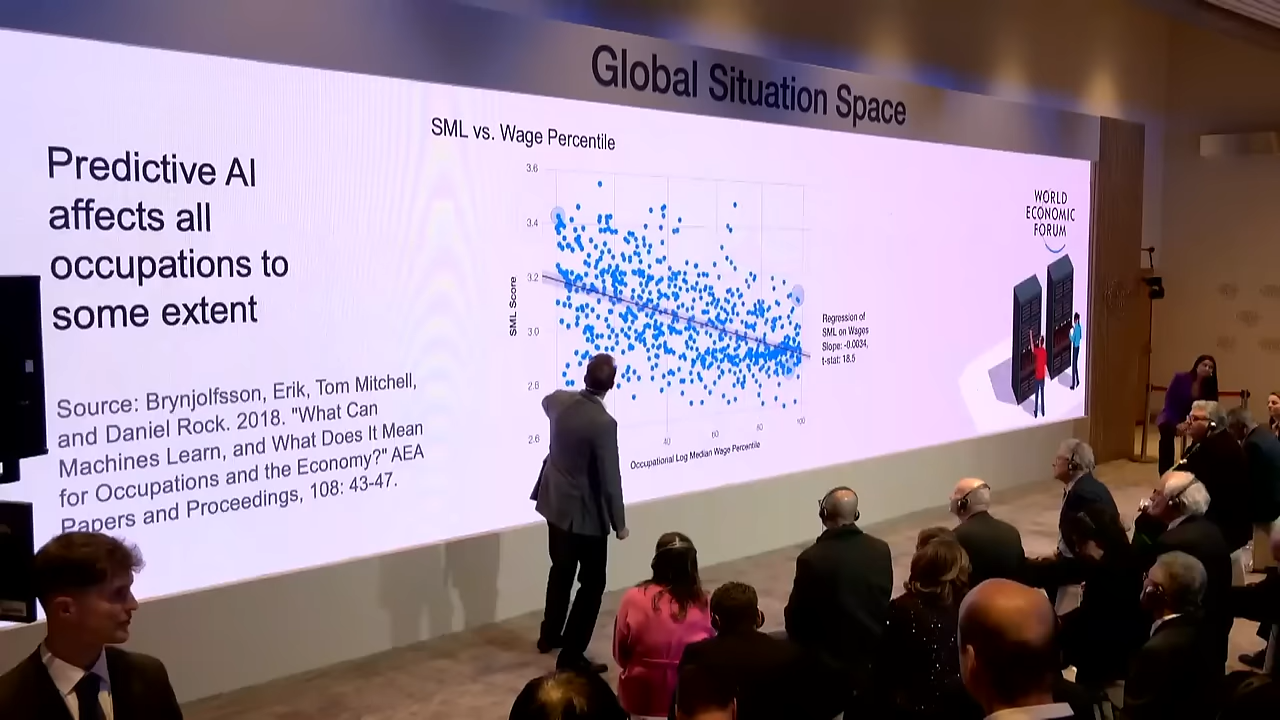 Global Situation Space
Predictive AI
affects all
occupations to
some extent
Source: Brynjolfsson, Erik, Tom Mitchell,
and Daniel Rock. 2018. "What Can
Machines Learn, and What Does It Mean
for Occupations and the Economy?" AEA
Papers and Proceedings, 108: 43-47.
SML vs. Wage Percentile
3.6
3.4
3.2
3.0
2.8
2.6
SML Score
40
60
80
100
Occupational Log Median Wage Percentile
Regression of
SML on Wages
Slope: -0.0034,
t-stat: 18.5
WORLD
ECONOMIC
FORUM